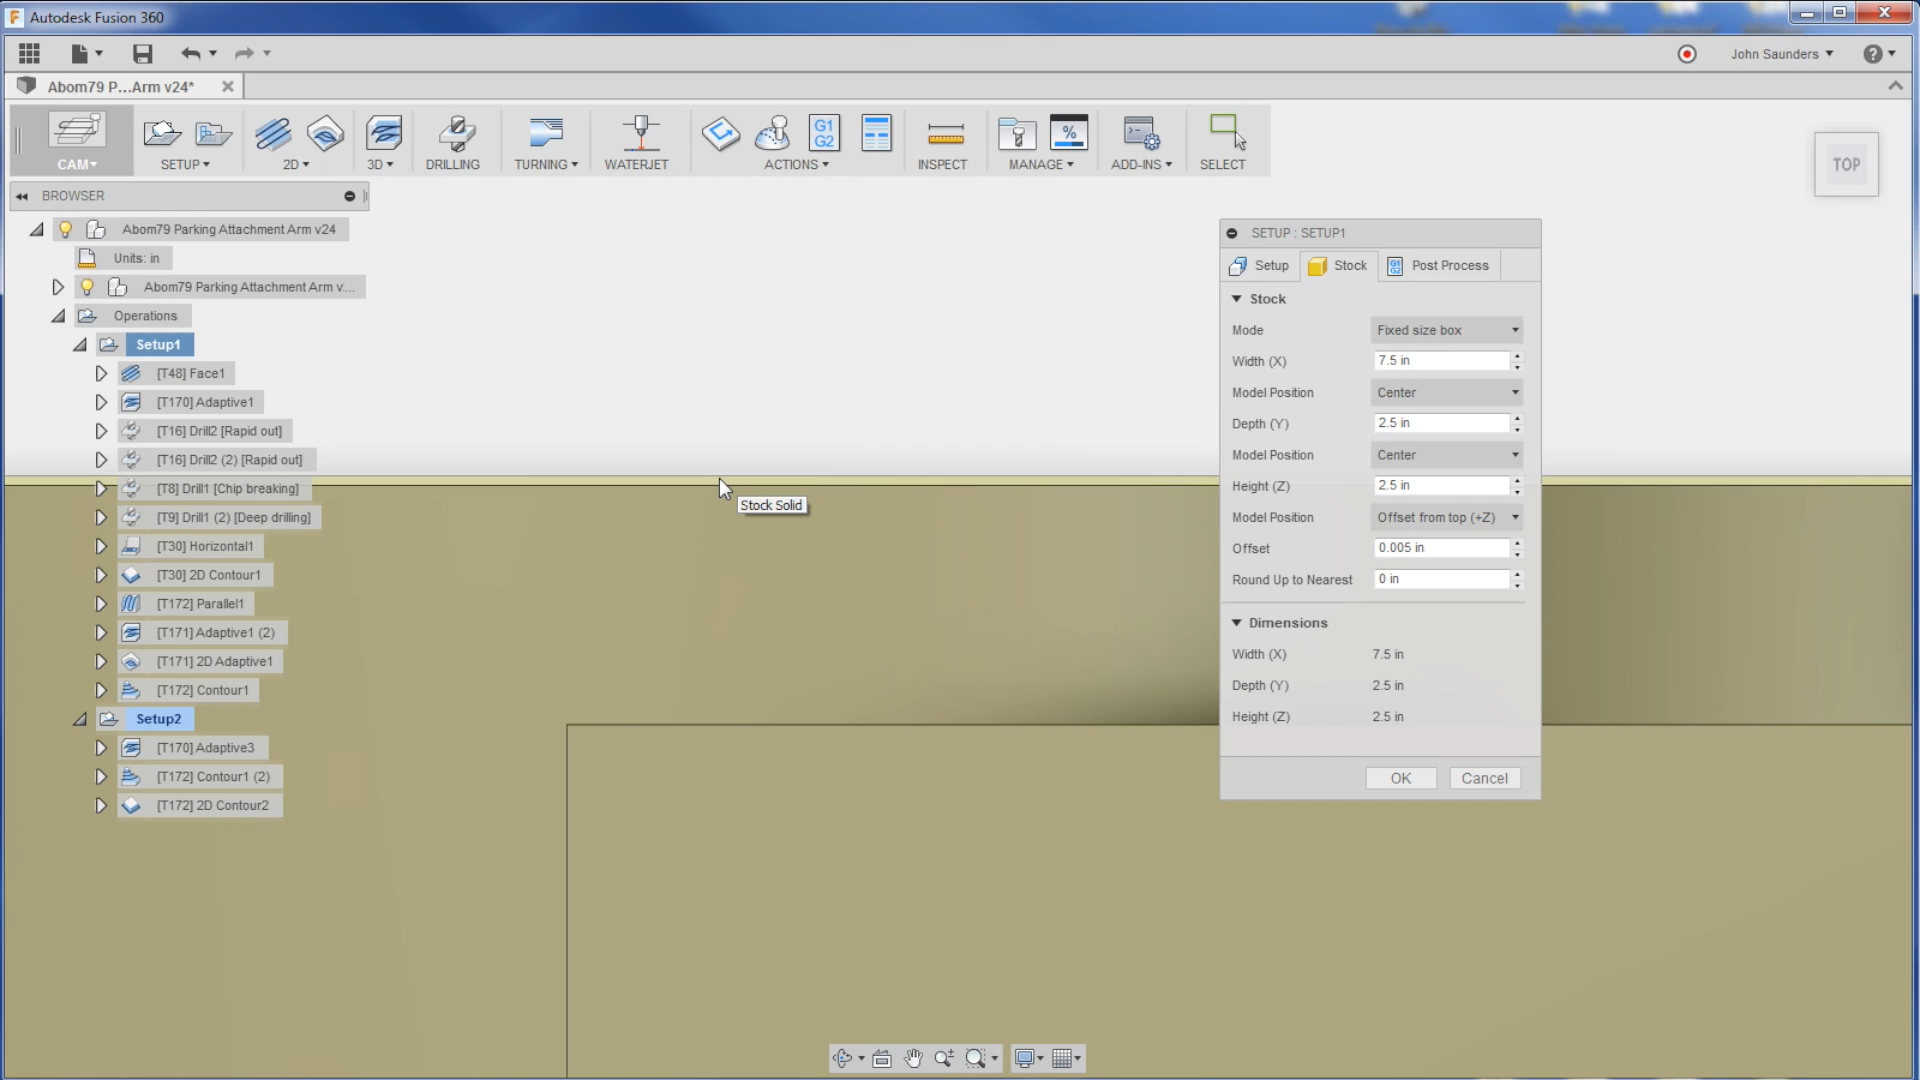 Autodesk Fusion 360
John Saunders
Abom79 P...Arm v24*
CAM
SETUP
2D
3D
DRILLING
TURNING
WATERJET
G1
G2
ACTIONS
INSPECT
%
MANAGE
ADD-INS
SELECT
TOP
BROWSER
Abom79 Parking Attachment Arm v24
Units: in
Abom79 Parking Attachment Arm v....
Operations
Setup1
[T48] Face1
[T170] Adaptive1
[T16] Drill2 [Rapid out]
[T16] Drill2 (2) [Rapid out]
[T8] Drill1 [Chip breaking]
[T9] Drill1 (2) [Deep drilling]
[T30] Horizontal1
[T30] 2D Contour1
[T172] Parallel1
[T171] Adaptive1 (2)
[T171] 2D Adaptive1
[T172] Contour1
Setup2
[T170] Adaptive3
[T172] Contour1 (2)
[T172] 2D Contour2
Stock Solid
SETUP : SETUP1
Setup
Stock
Post Process
Stock
Mode Fixed size box
Width (X) 7.5 in
Model Position Center
Depth (Y) 2.5 in
Model Position Center
Height (Z) 2.5 in
Model Position Offset from top (+Z)
Offset 0.005 in
Round Up to Nearest 0 in
Dimensions
Width (X) 7.5 in
Depth (Y) 2.5 in
Height (Z) 2.5 in
OK
Cancel